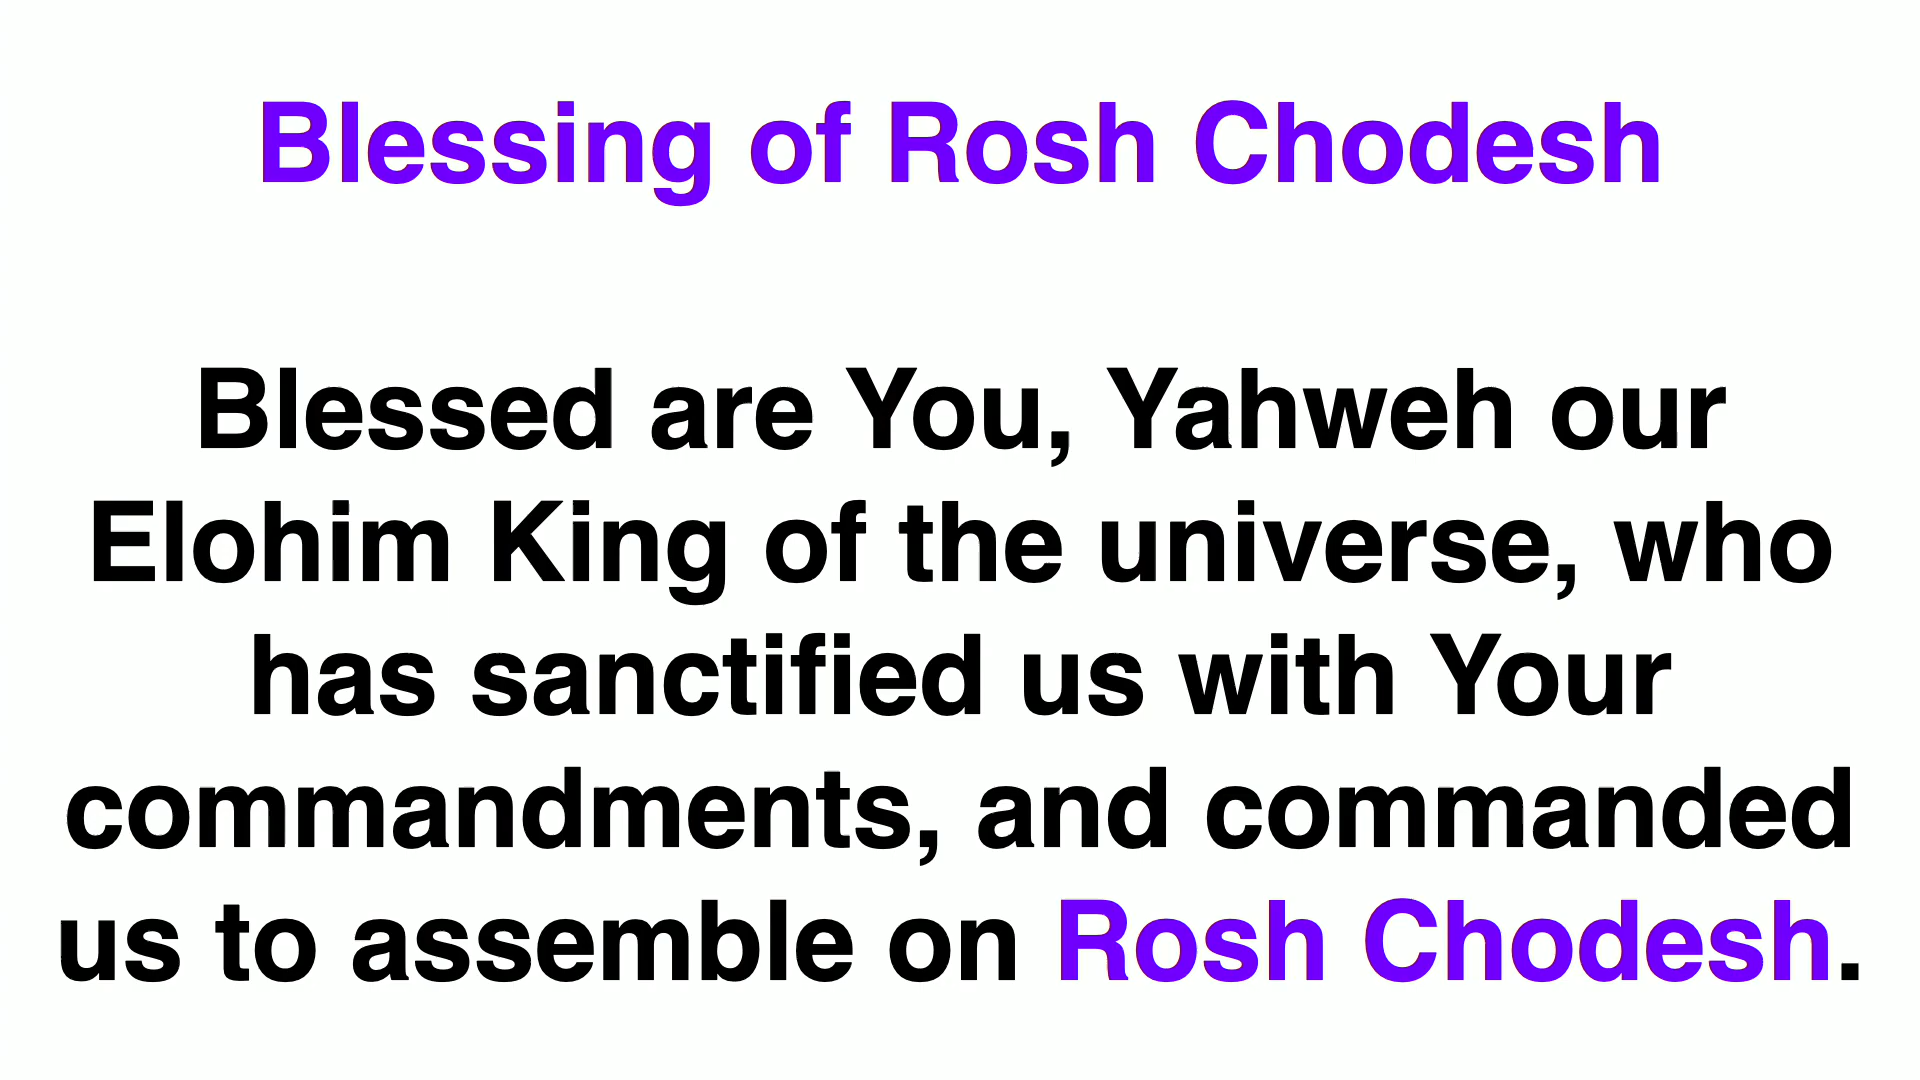 Blessing of Rosh Chodesh
Blessed are You, Yahweh our
Elohim King of the universe, who
has sanctified us with Your
commandments, and commanded
us to assemble on Rosh Chodesh.